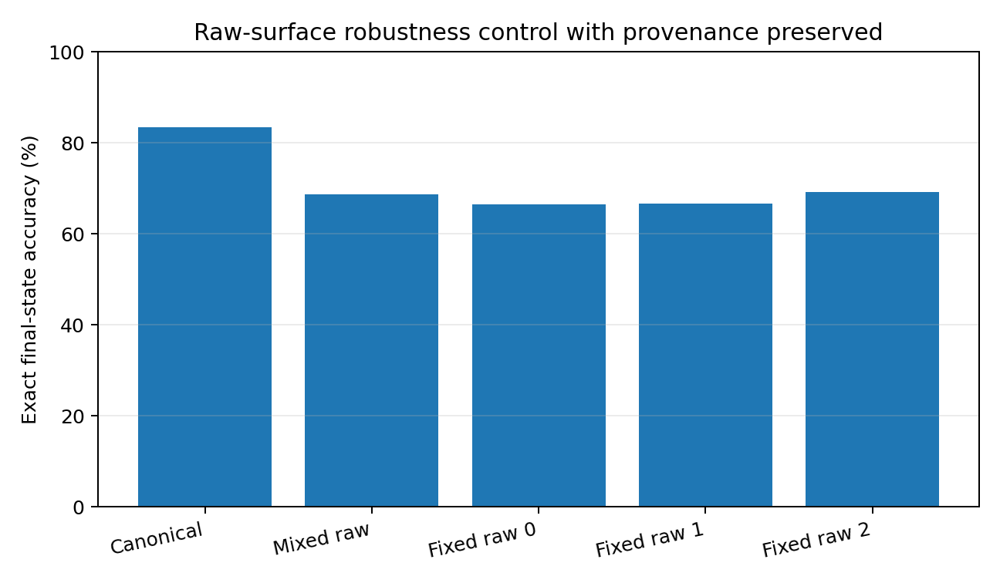 Raw-surface robustness control with provenance preserved
Exact final-state accuracy (%)
100
80
60
40
20
0
Canonical
Mixed raw
Fixed raw 0
Fixed raw 1
Fixed raw 2